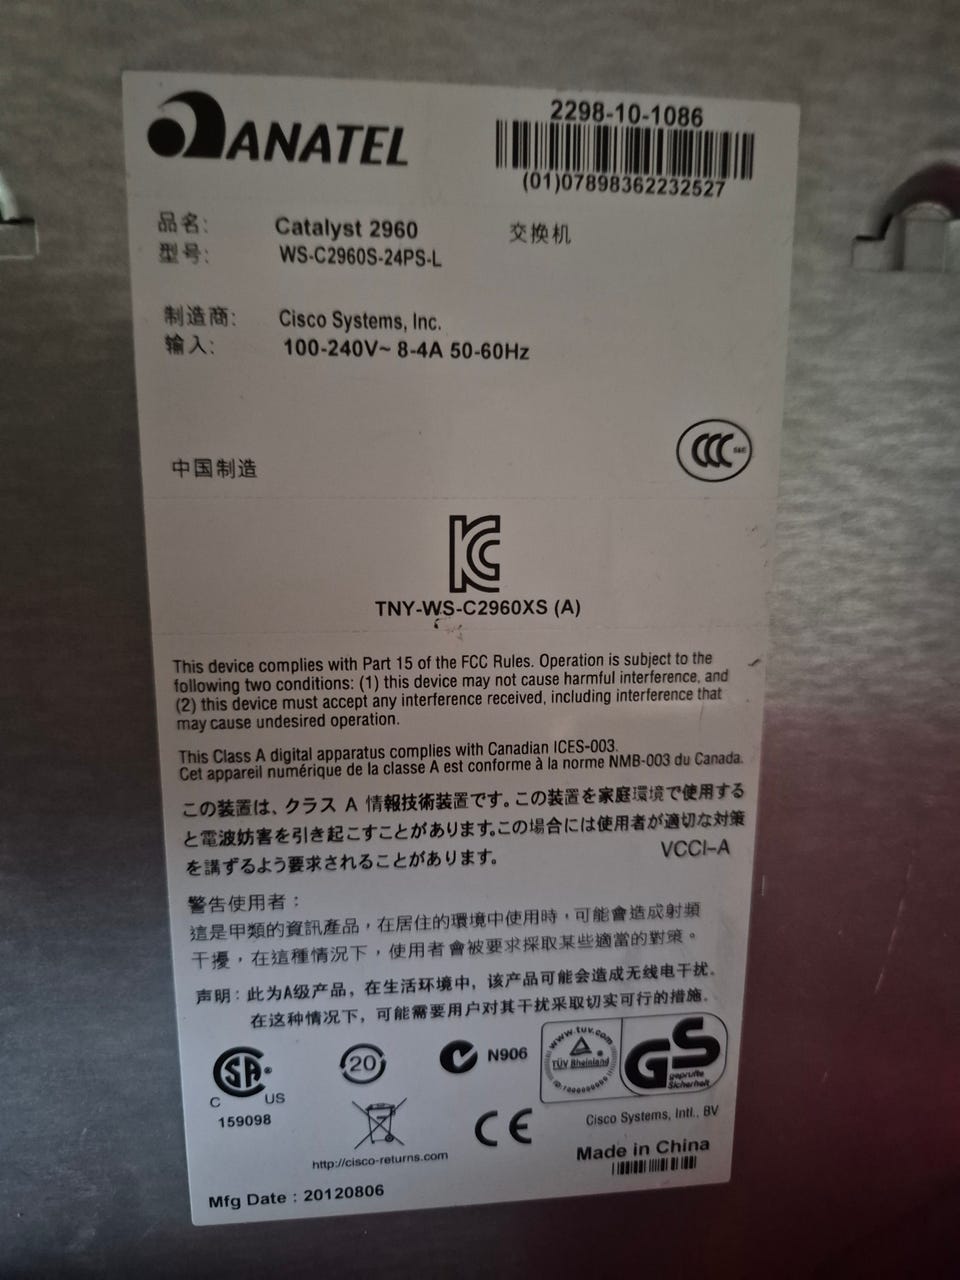 ANATEL
2298-10-1086
(01)07898362232527
品名: Catalyst 2960 交换机
型号: WS-C2960S-24PS-L
制造商: Cisco Systems, Inc.
输入: 100-240V~ 8-4A 50-60Hz
中国制造
CCC S&E
KC
TNY-WS-C2960XS (A)
This device complies with Part 15 of the FCC Rules. Operation is subject to the
following two conditions: (1) this device may not cause harmful interference, and
(2) this device must accept any interference received, including interference that
may cause undesired operation.
This Class A digital apparatus complies with Canadian ICES-003.
Cet appareil numérique de la classe A est conforme à la norme NMB-003 du Canada.
この装置は、クラス A 情報技術装置です。この装置を家庭環境で使用する
と電波妨害を引き起こすことがあります。この場合には使用者が適切な対策
を講ずるよう要求されることがあります。 VCCI-A
警告使用者：
這是甲類的資訊產品，在居住的環境中使用時，可能會造成射頻
干擾，在這種情況下，使用者會被要求採取某些適當的對策。
声明：此为A级产品，在生活环境中，该产品可能会造成无线电干扰。
在这种情况下，可能需要用户对其干扰采取切实可行的措施。
SA
C US
159098
20
N906
www.tuv.com
TÜV Rheinland
GS
geprüfte
Sicherheit
http://cisco-returns.com
CE
Cisco Systems, Intl., BV
Made in China
Mfg Date : 20120806